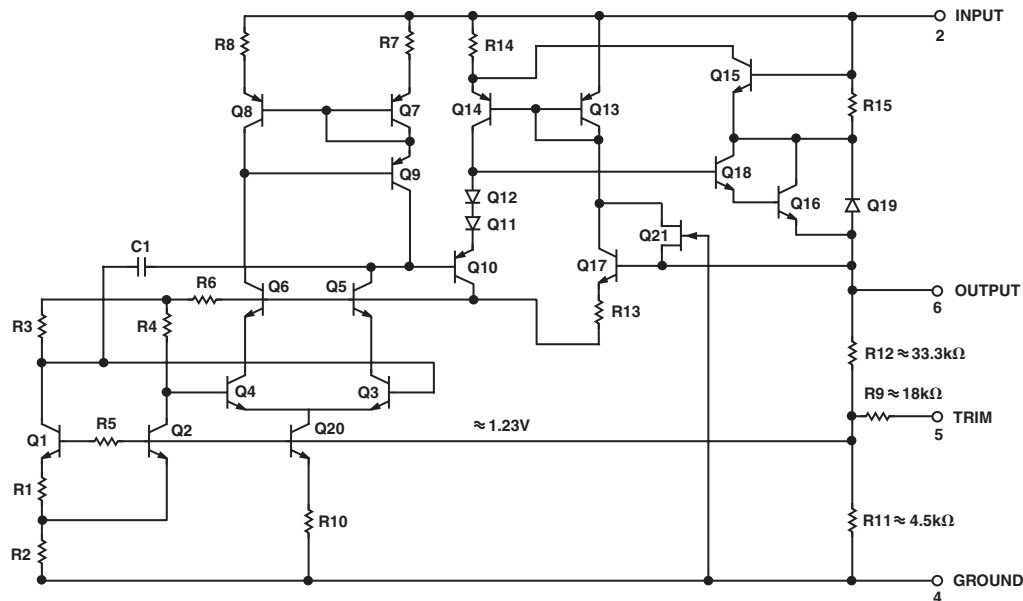 INPUT
2
R8
R7
R14
Q15
R15
Q8
Q7
Q14
Q13
Q9
Q18
Q16
Q19
Q12
Q11
C1
Q10
Q17
Q21
R6
Q6
Q5
R3
R4
R13
OUTPUT
6
R12 ≈ 33.3kΩ
Q4
Q3
R9 ≈ 18kΩ
TRIM
5
Q1
R5
Q2
Q20
≈ 1.23V
R1
R10
R11 ≈ 4.5kΩ
R2
GROUND
4